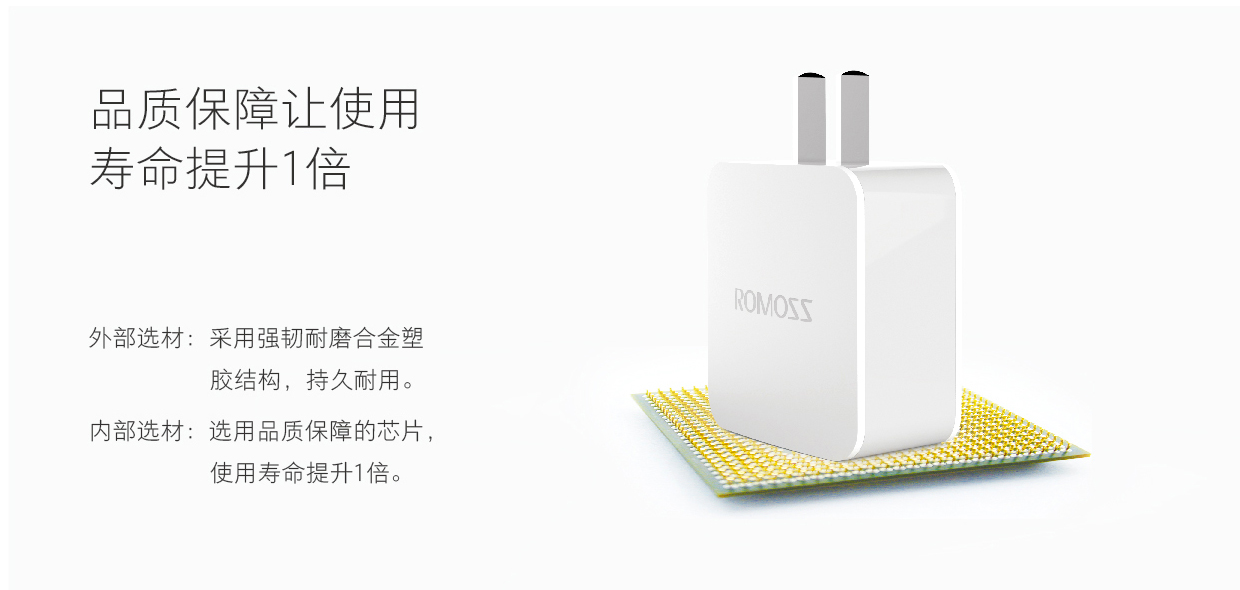 品质保障让使用
寿命提升1倍
外部选材：采用强韧耐磨合金塑
胶结构，持久耐用。
内部选材：选用品质保障的芯片，
使用寿命提升1倍。
ROMOSS